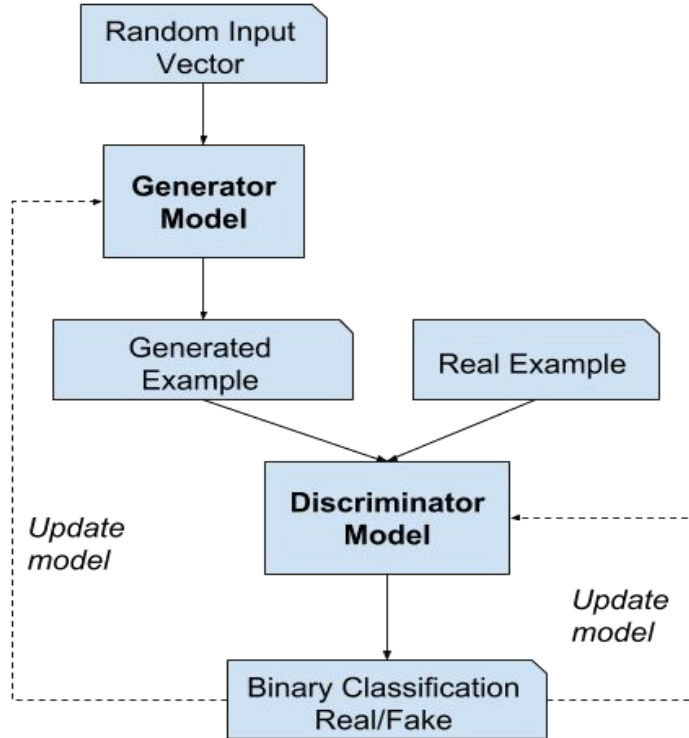 Random Input
Vector
Generator
Model
Generated
Example
Real Example
Discriminator
Model
Update
model
Update
model
Binary Classification
Real/Fake